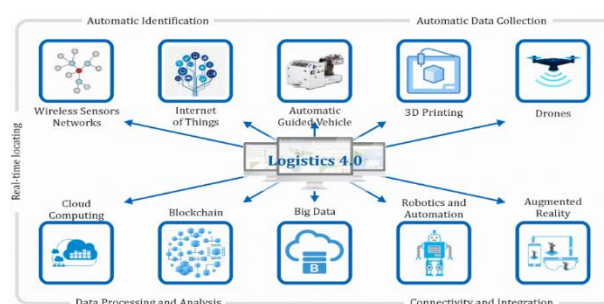 Automatic Identification
Automatic Data Collection
Wireless Sensors
Networks
Internet
of Things
Automatic
Guided Vehicle
3D Printing
Drones
Real-time locating
Logistics 4.0
Cloud
Computing
Blockchain
Big Data
Robotics and
Automation
Augmented
Reality
B
Data Processing and Analysis
Connectivity and Integration